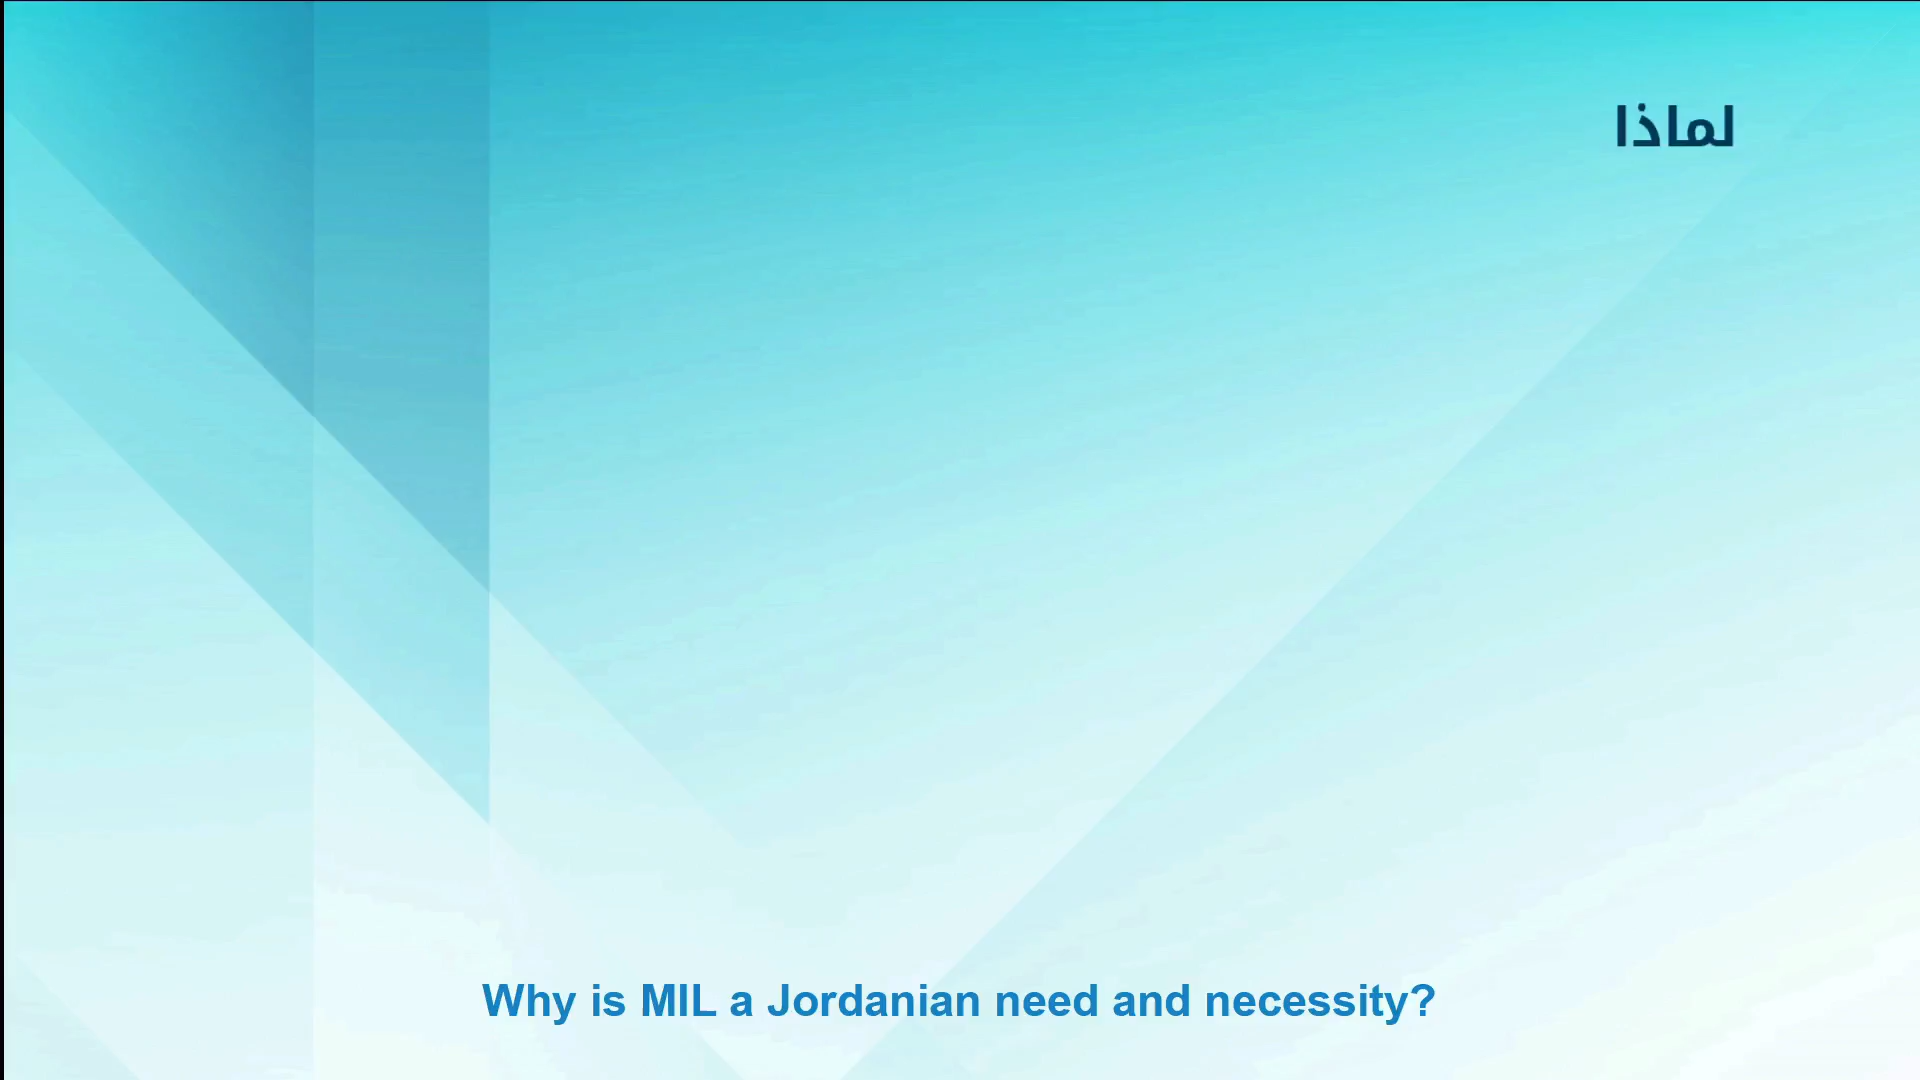 لماذا
Why is MIL a Jordanian need and necessity?